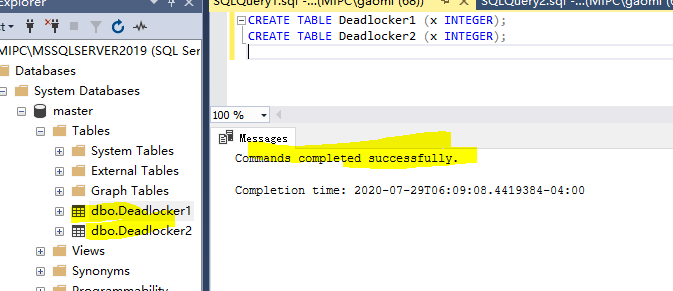 Explorer
SQLQuery1.sql -...(MIPC\gaomi (68))
SQLQuery2.sql -...(MIPC\gaomi
MIPC\MSSQLSERVER2019 (SQL Ser
Databases
System Databases
master
Tables
System Tables
External Tables
Graph Tables
dbo.Deadlocker1
dbo.Deadlocker2
Views
Synonyms
Programmability
CREATE TABLE Deadlocker1 (x INTEGER);
CREATE TABLE Deadlocker2 (x INTEGER);
100 %
Messages
Commands completed successfully.
Completion time: 2020-07-29T06:09:08.4419384-04:00